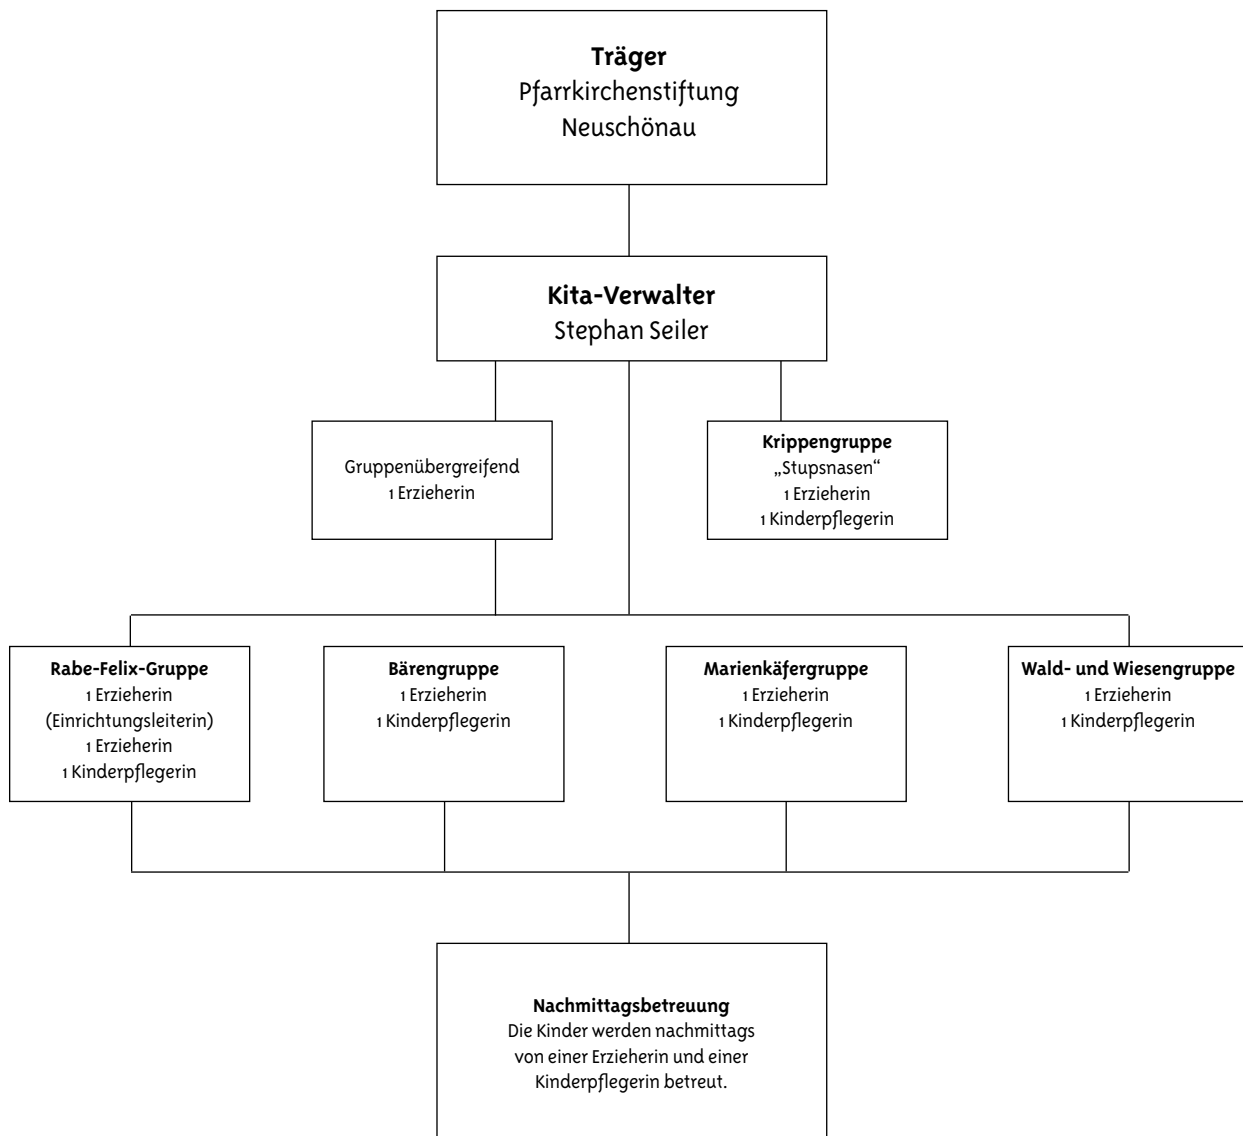 Träger
Pfarrkirchenstiftung
Neuschönau
Kita-Verwalter
Stephan Seiler
Gruppenübergreifend
1 Erzieherin
Krippengruppe
„Stupsnasen“
1 Erzieherin
1 Kinderpflegerin
Rabe-Felix-Gruppe
1 Erzieherin
(Einrichtungsleiterin)
1 Erzieherin
1 Kinderpflegerin
Bärengruppe
1 Erzieherin
1 Kinderpflegerin
Marienkäfergruppe
1 Erzieherin
1 Kinderpflegerin
Wald- und Wiesengruppe
1 Erzieherin
1 Kinderpflegerin
Nachmittagsbetreuung
Die Kinder werden nachmittags
von einer Erzieherin und einer
Kinderpflegerin betreut.